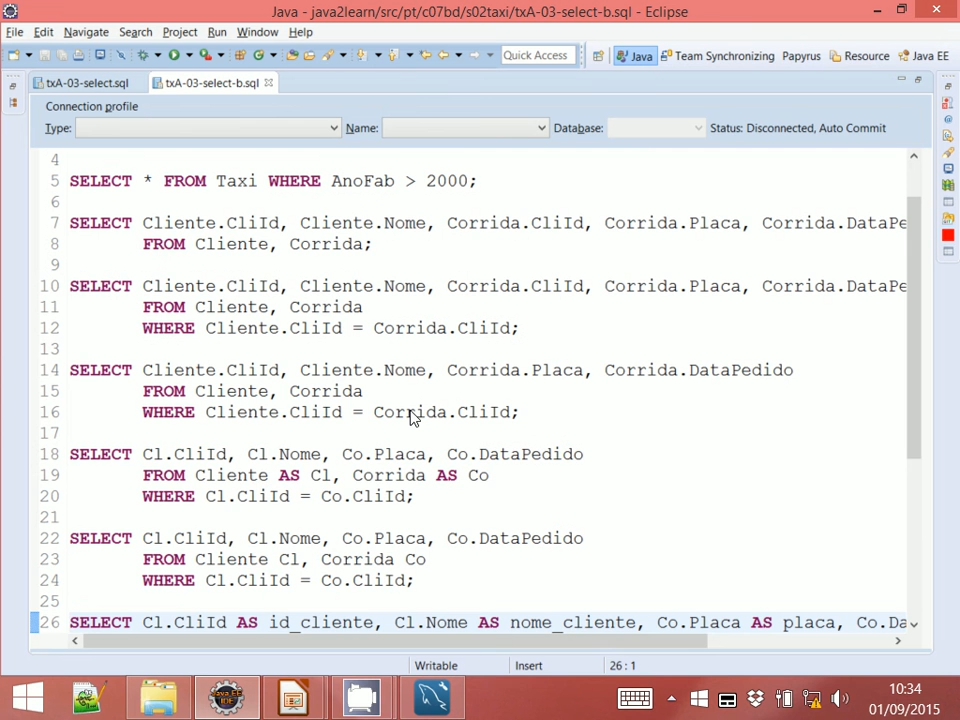 Java - java2learn/src/pt/c07bd/s02taxi/txA-03-select-b.sql - Eclipse
File Edit Navigate Search Project Run Window Help
Quick Access Java Team Synchronizing Papyrus Resource Java EE
txA-03-select.sql txA-03-select-b.sql
Connection profile
Type: Name: Database: Status: Disconnected, Auto Commit
4
5 SELECT * FROM Taxi WHERE AnoFab > 2000;
6
7 SELECT Cliente.CliId, Cliente.Nome, Corrida.CliId, Corrida.Placa, Corrida.DataPe
8 FROM Cliente, Corrida;
9
10 SELECT Cliente.CliId, Cliente.Nome, Corrida.CliId, Corrida.Placa, Corrida.DataPe
11 FROM Cliente, Corrida
12 WHERE Cliente.CliId = Corrida.CliId;
13
14 SELECT Cliente.CliId, Cliente.Nome, Corrida.Placa, Corrida.DataPedido
15 FROM Cliente, Corrida
16 WHERE Cliente.CliId = Corrida.CliId;
17
18 SELECT Cl.CliId, Cl.Nome, Co.Placa, Co.DataPedido
19 FROM Cliente AS Cl, Corrida AS Co
20 WHERE Cl.CliId = Co.CliId;
21
22 SELECT Cl.CliId, Cl.Nome, Co.Placa, Co.DataPedido
23 FROM Cliente Cl, Corrida Co
24 WHERE Cl.CliId = Co.CliId;
25
26 SELECT Cl.CliId AS id_cliente, Cl.Nome AS nome_cliente, Co.Placa AS placa, Co.Da
Writable Insert 26 : 1
Java EE
IDE
10:34
01/09/2015